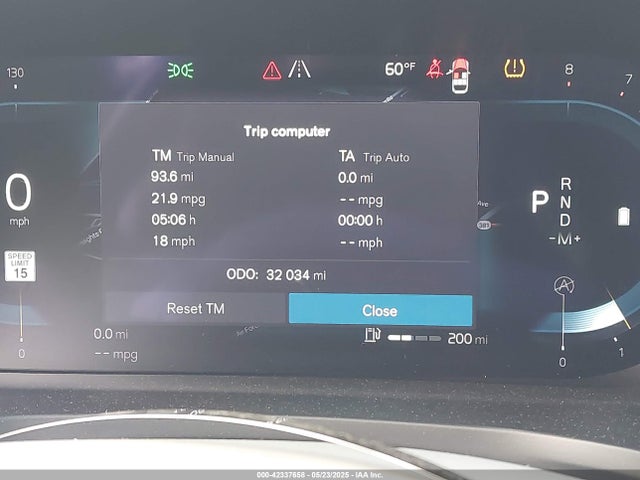 130
60°F
8
7
Trip computer
TM Trip Manual
TA Trip Auto
93.6 mi
0.0 mi
21.9 mpg
-- mpg
05:06 h
00:00 h
18 mph
-- mph
ODO: 32 034 mi
Reset TM
Close
0
mph
SPEED
LIMIT
15
Ave
381
P
R
N
D
-M+
A
0.0 mi
-- mpg
200 mi
0
0
1
000-42337658 - 05/23/2025 - IAA Inc.